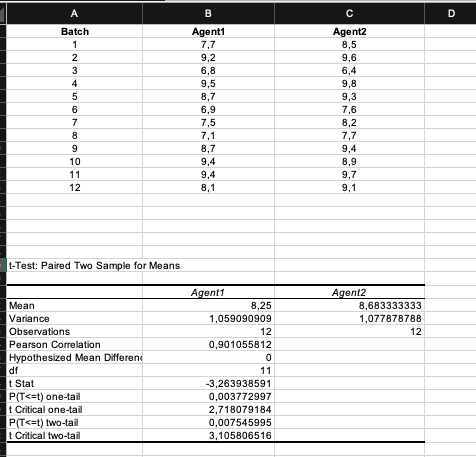 A B C D
Batch Agent1 Agent2
1 7,7 8,5
2 9,2 9,6
3 6,8 6,4
4 9,5 9,8
5 8,7 9,3
6 6,9 7,6
7 7,5 8,2
8 7,1 7,7
9 8,7 9,4
10 9,4 8,9
11 9,4 9,7
12 8,1 9,1
t-Test: Paired Two Sample for Means
Agent1 Agent2
Mean 8,25 8,683333333
Variance 1,059090909 1,077878788
Observations 12 12
Pearson Correlation 0,901055812
Hypothesized Mean Differen 0
df 11
t Stat -3,263938591
P(T<=t) one-tail 0,003772997
t Critical one-tail 2,718079184
P(T<=t) two-tail 0,007545995
t Critical two-tail 3,105806516